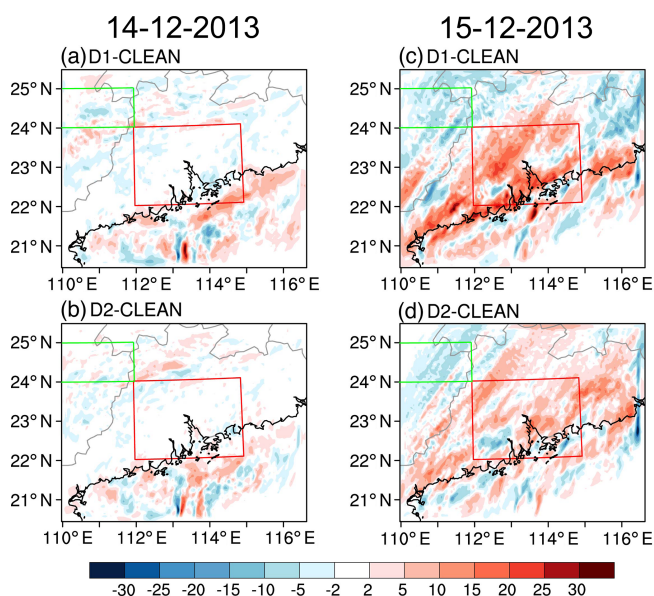 14-12-2013 15-12-2013
(a) D1-CLEAN (c) D1-CLEAN
25° N 25° N
24° N 24° N
23° N 23° N
22° N 22° N
21° N 21° N
110° E 112° E 114° E 116° E 110° E 112° E 114° E 116° E
(b) D2-CLEAN (d) D2-CLEAN
25° N 25° N
24° N 24° N
23° N 23° N
22° N 22° N
21° N 21° N
110° E 112° E 114° E 116° E 110° E 112° E 114° E 116° E
-30 -25 -20 -15 -10 -5 -2 2 5 10 15 20 25 30